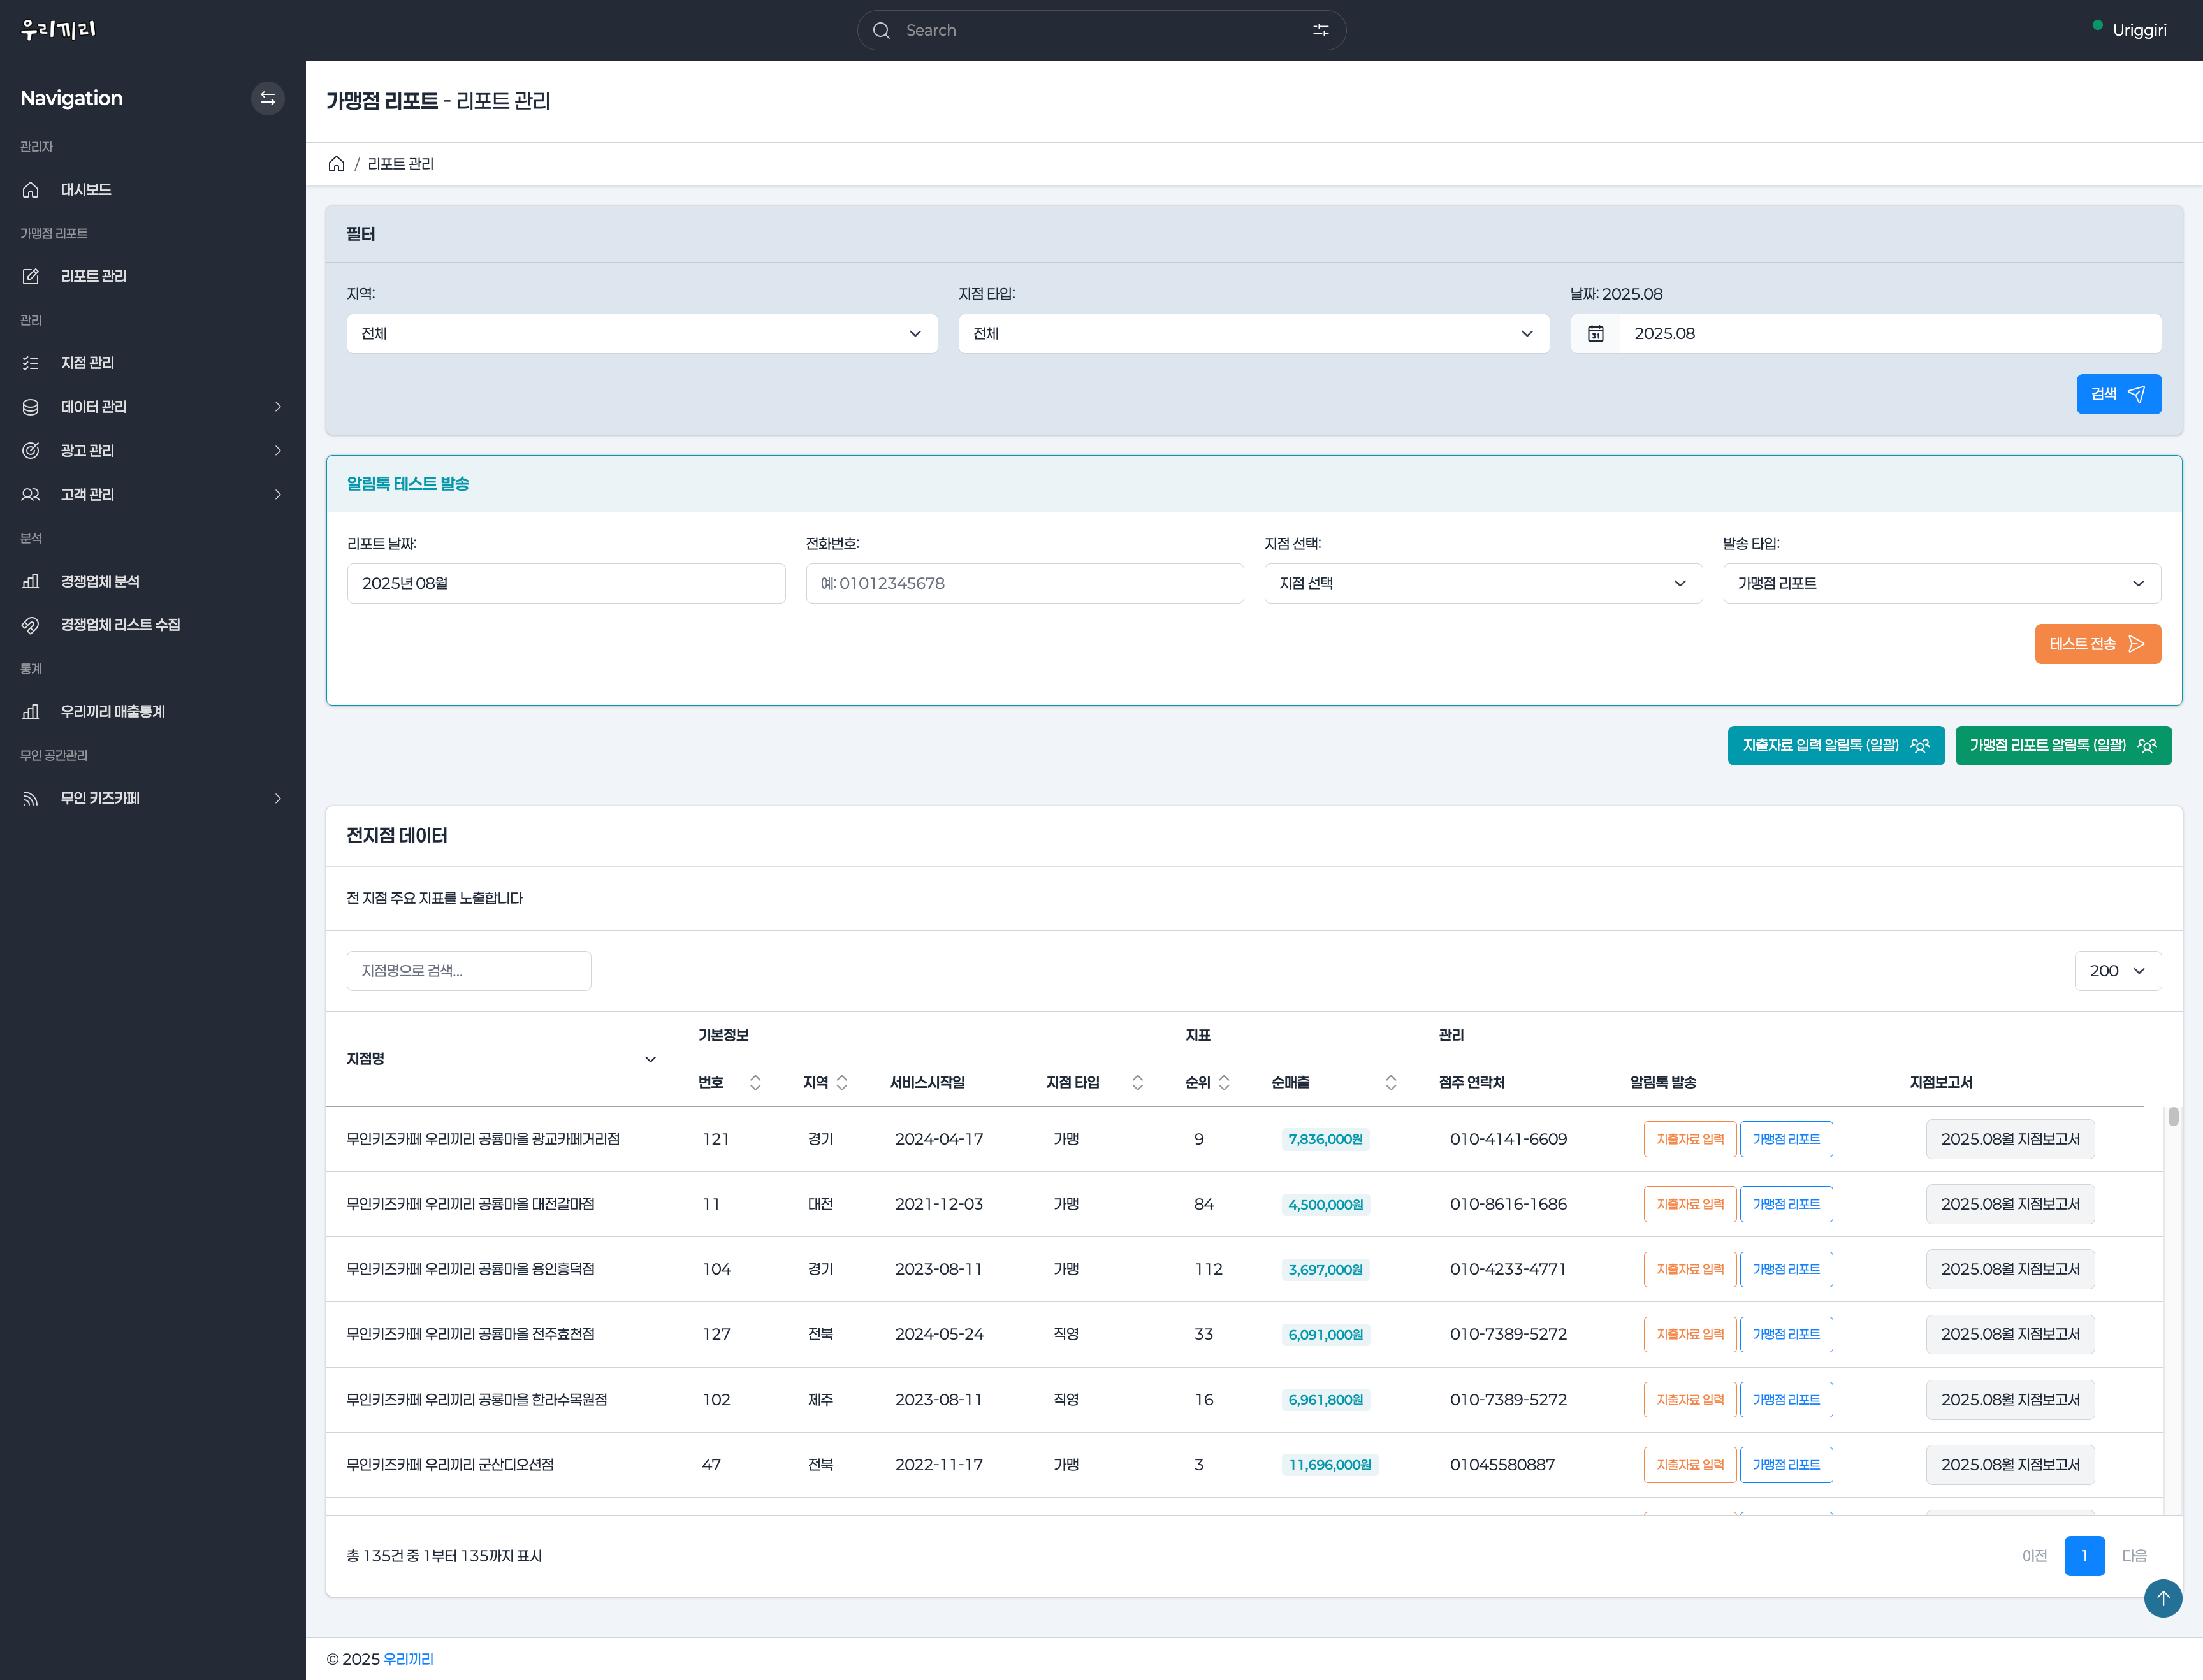 우리끼리
Search
Uriggiri
Navigation
관리자
대시보드
가맹점 리포트
리포트 관리
관리
지점 관리
데이터 관리
광고 관리
고객 관리
분석
경쟁업체 분석
경쟁업체 리스트 수집
통계
우리끼리 매출통계
무인 공간관리
무인 키즈카페
가맹점 리포트 - 리포트 관리
/ 리포트 관리
필터
지역: 지점 타입: 날짜: 2025.08
전체 전체 31 2025.08
검색
알림톡 테스트 발송
리포트 날짜: 전화번호: 지점 선택: 발송 타입:
2025년 08월 예: 01012345678 지점 선택 가맹점 리포트
테스트 전송
지출자료 입력 알림톡 (일괄) 가맹점 리포트 알림톡 (일괄)
전지점 데이터
전 지점 주요 지표를 노출합니다
지점명으로 검색... 200
지점명 기본정보 지표 관리
번호 지역 서비스시작일 지점 타입 순위 순매출 점주 연락처 알림톡 발송 지점보고서
무인키즈카페 우리끼리 공룡마을 광교카페거리점 121 경기 2024-04-17 가맹 9 7,836,000원 010-4141-6609 지출자료 입력 가맹점 리포트 2025.08월 지점보고서
무인키즈카페 우리끼리 공룡마을 대전갈마점 11 대전 2021-12-03 가맹 84 4,500,000원 010-8616-1686 지출자료 입력 가맹점 리포트 2025.08월 지점보고서
무인키즈카페 우리끼리 공룡마을 용인흥덕점 104 경기 2023-08-11 가맹 112 3,697,000원 010-4233-4771 지출자료 입력 가맹점 리포트 2025.08월 지점보고서
무인키즈카페 우리끼리 공룡마을 전주효천점 127 전북 2024-05-24 직영 33 6,091,000원 010-7389-5272 지출자료 입력 가맹점 리포트 2025.08월 지점보고서
무인키즈카페 우리끼리 공룡마을 한라수목원점 102 제주 2023-08-11 직영 16 6,961,800원 010-7389-5272 지출자료 입력 가맹점 리포트 2025.08월 지점보고서
무인키즈카페 우리끼리 군산디오션점 47 전북 2022-11-17 가맹 3 11,696,000원 01045580887 지출자료 입력 가맹점 리포트 2025.08월 지점보고서
총 135건 중 1부터 135까지 표시 이전 1 다음
© 2025 우리끼리